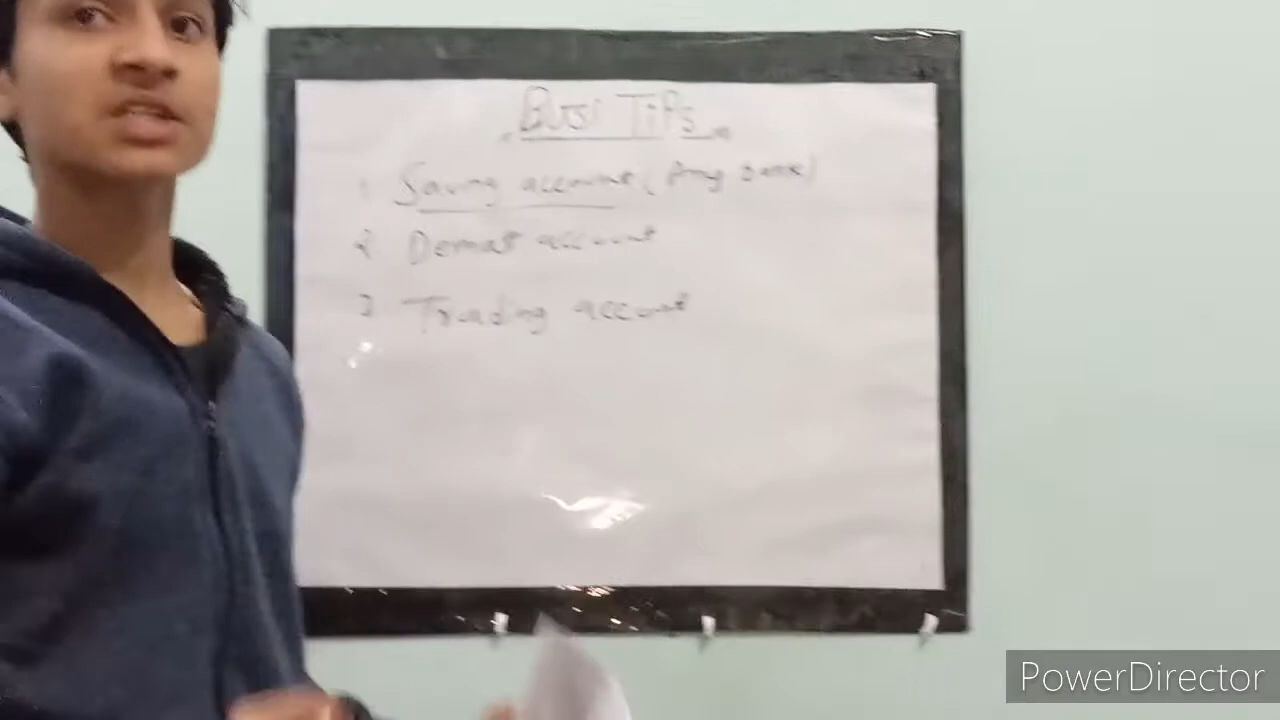 BUSI TiPs
1 Saving account (Any bank)
2. Demat account
3 Trading account
PowerDirector